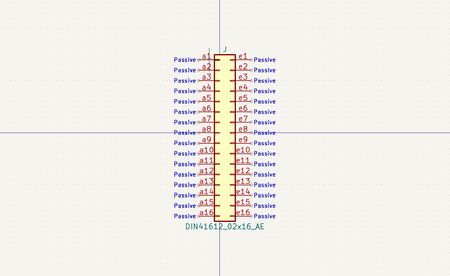 J
Passive a1 e1 Passive
Passive a2 e2 Passive
Passive a3 e3 Passive
Passive a4 e4 Passive
Passive a5 e5 Passive
Passive a6 e6 Passive
Passive a7 e7 Passive
Passive a8 e8 Passive
Passive a9 e9 Passive
Passive a10 e10 Passive
Passive a11 e11 Passive
Passive a12 e12 Passive
Passive a13 e13 Passive
Passive a14 e14 Passive
Passive a15 e15 Passive
Passive a16 e16 Passive
DIN41612_02x16_AE